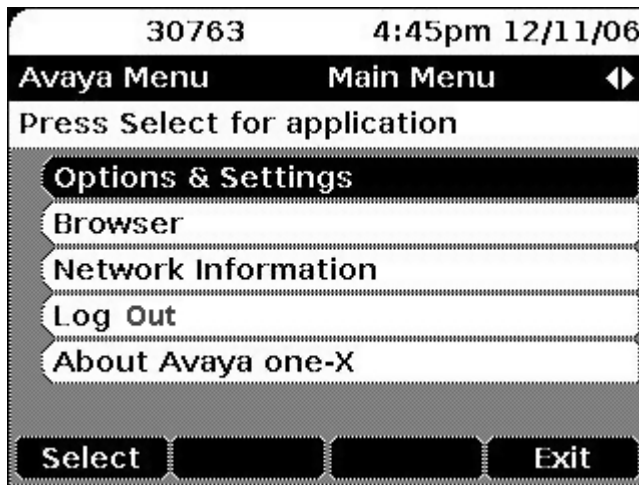 30763 4:45pm 12/11/06
Avaya Menu Main Menu
Press Select for application
Options & Settings
Browser
Network Information
Log Out
About Avaya one-X
Select Exit